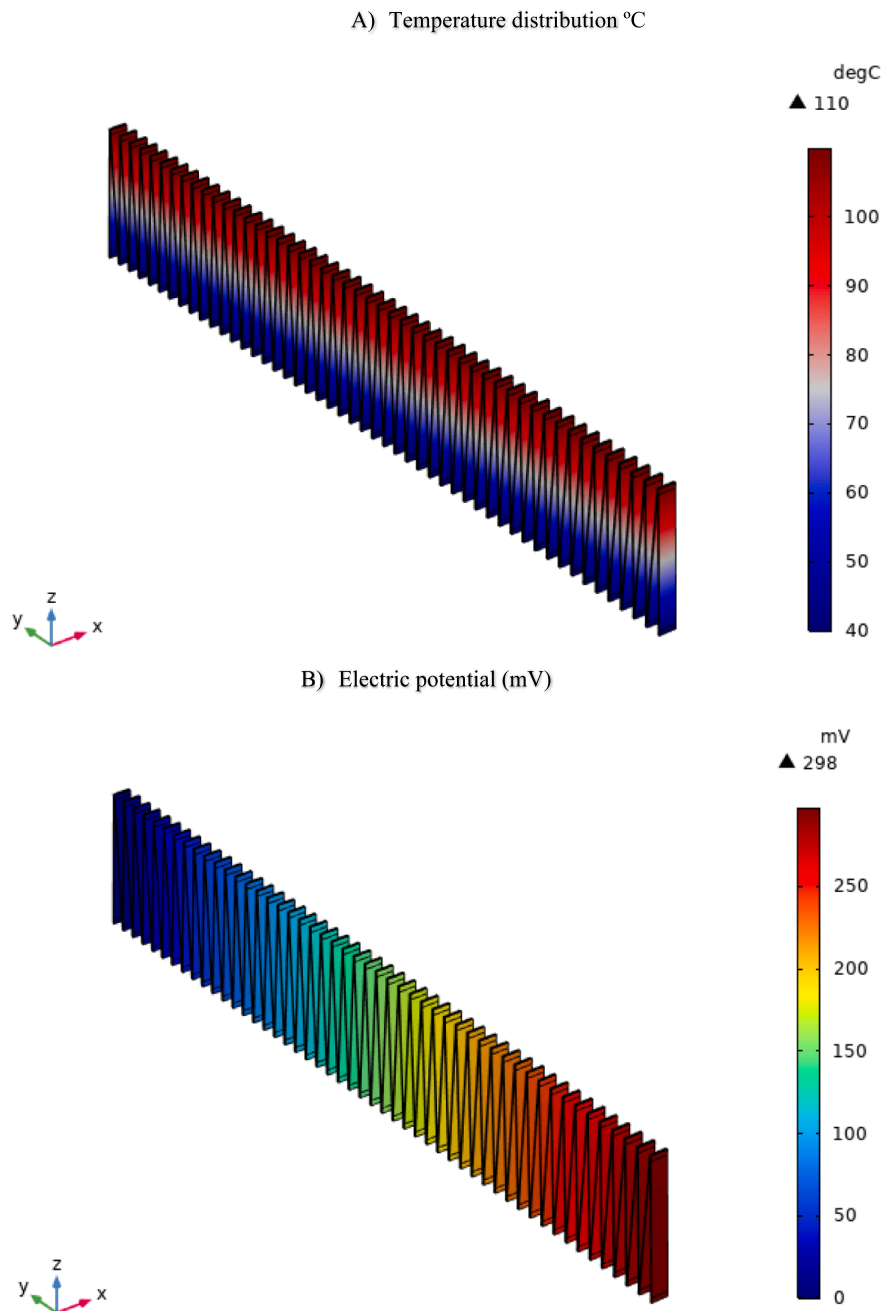 A) Temperature distribution ºC
degC
▲ 110
100
90
80
70
60
50
40
z
y
x
B) Electric potential (mV)
mV
▲ 298
250
200
150
100
50
0
z
y
x